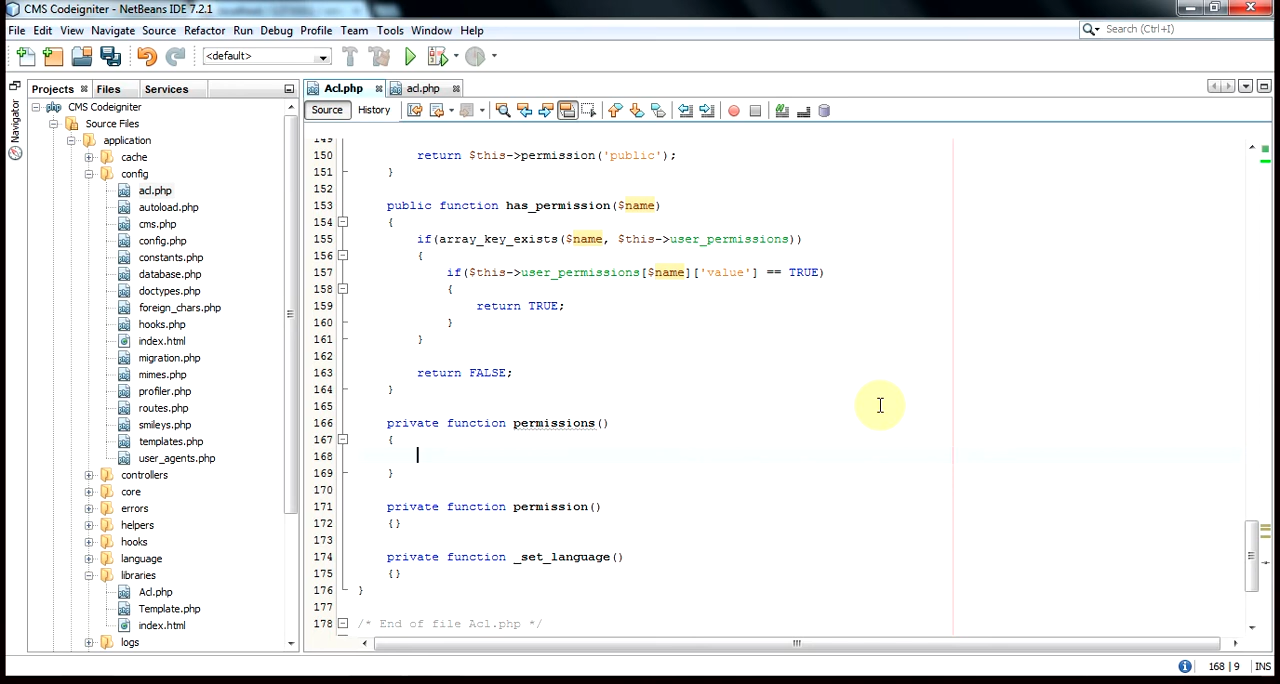 CMS Codeigniter - NetBeans IDE 7.2.1
File Edit View Navigate Source Refactor Run Debug Profile Team Tools Window Help
Search (Ctrl+I)
<default>
Projects Files Services
Acl.php acl.php
Navigator
Source History
CMS Codeigniter
Source Files
application
cache
config
acl.php
autoload.php
cms.php
config.php
constants.php
database.php
doctypes.php
foreign_chars.php
hooks.php
index.html
migration.php
mimes.php
profiler.php
routes.php
smileys.php
templates.php
user_agents.php
controllers
core
errors
helpers
hooks
language
libraries
Acl.php
Template.php
index.html
logs
149
150 return $this->permission('public');
151 }
152
153 public function has_permission($name)
154 {
155 if(array_key_exists($name, $this->user_permissions))
156 {
157 if($this->user_permissions[$name]['value'] == TRUE)
158 {
159 return TRUE;
160 }
161 }
162
163 return FALSE;
164 }
165
166 private function permissions()
167 {
168
169 }
170
171 private function permission()
172 {}
173
174 private function _set_language()
175 {}
176 }
177
178 /* End of file Acl.php */
168 | 9 INS